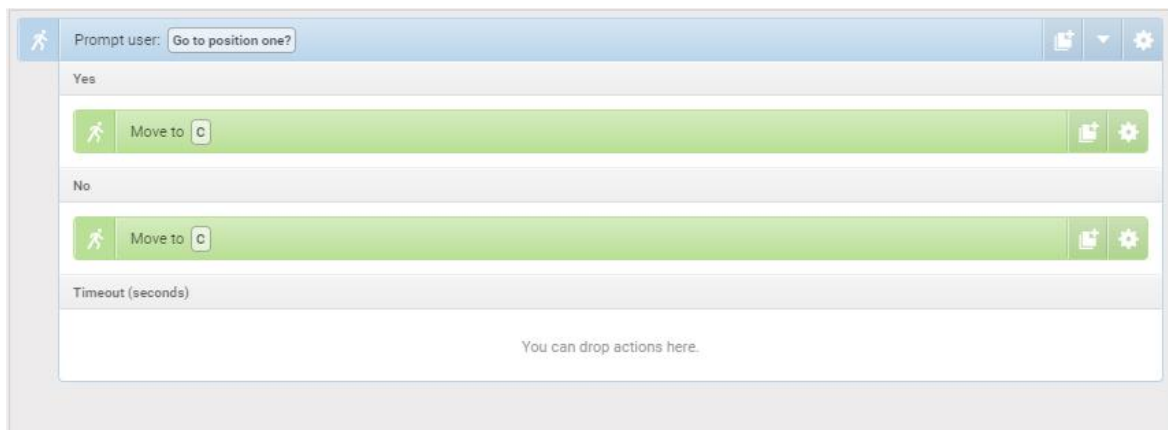 Prompt user: Go to position one?
Yes
Move to C
No
Move to C
Timeout (seconds)
You can drop actions here.